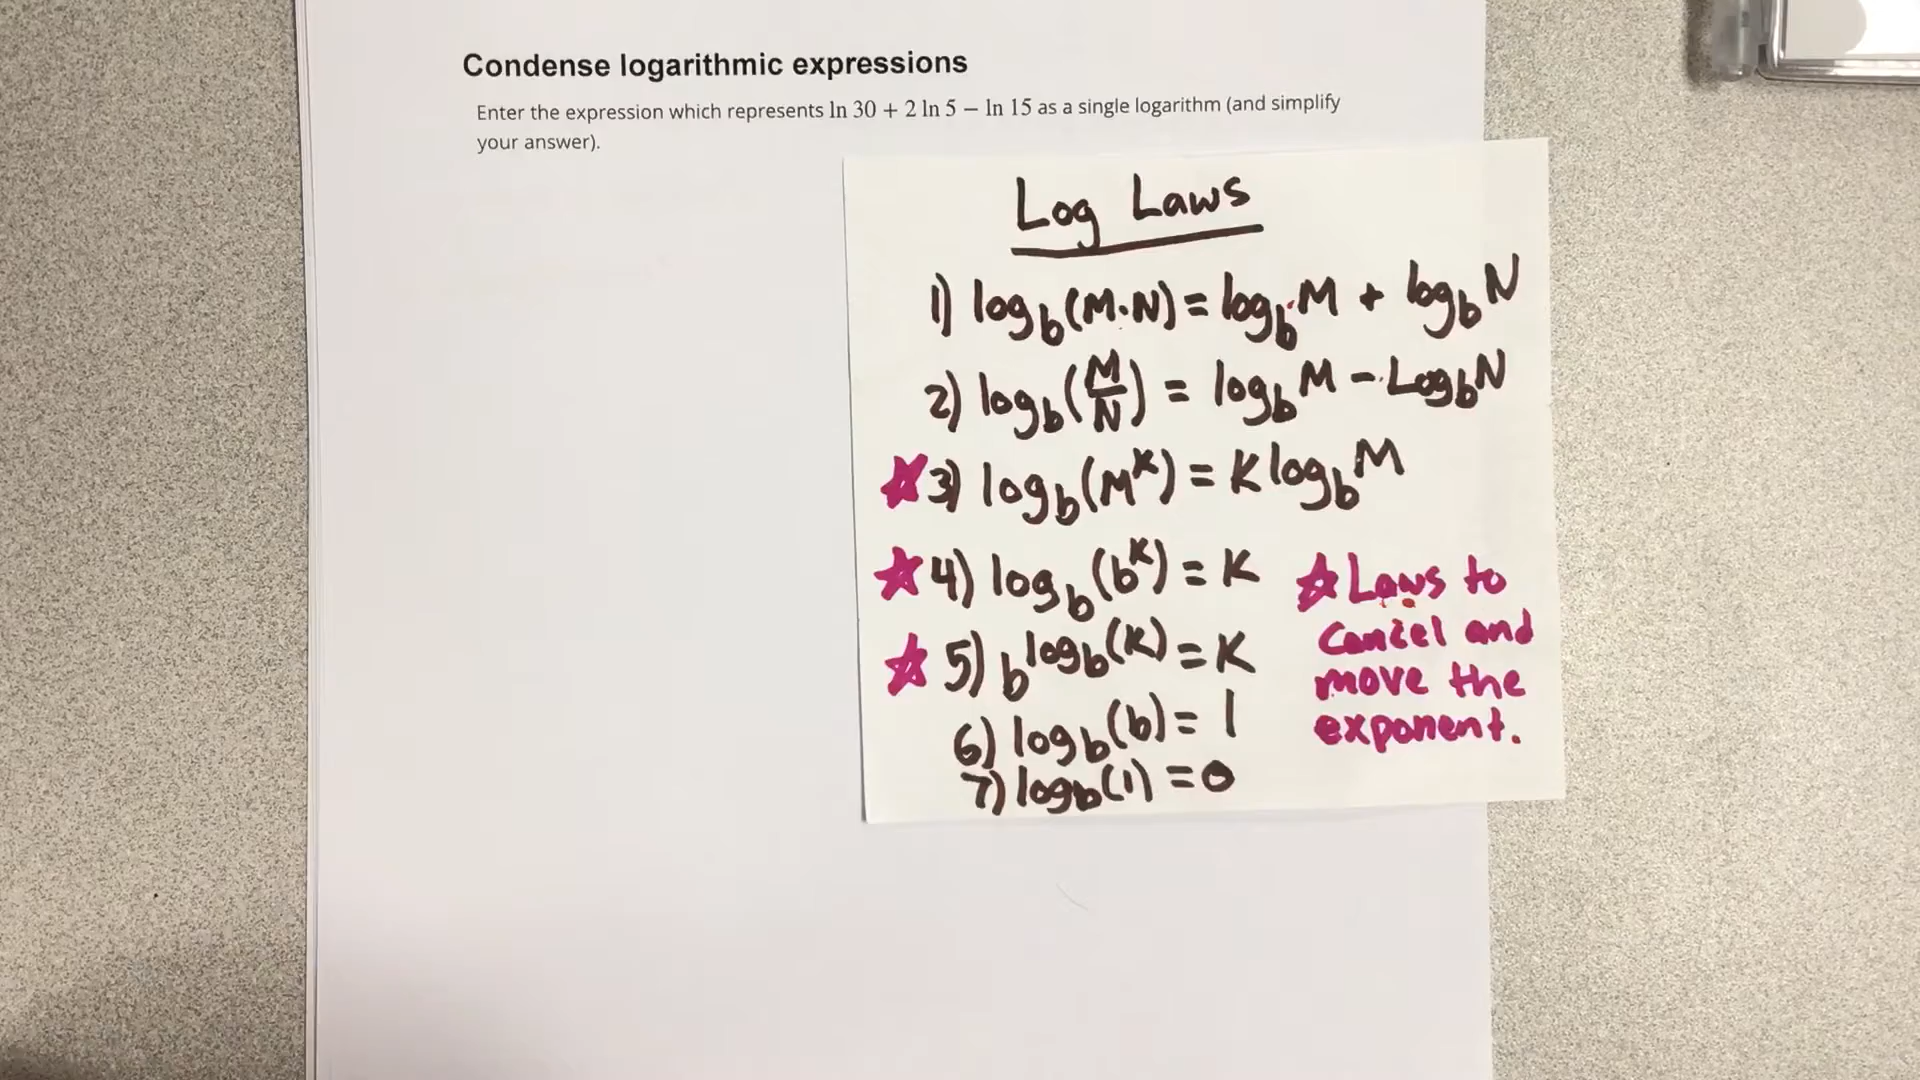 Condense logarithmic expressions
Enter the expression which represents ln 30 + 2 ln 5 − ln 15 as a single logarithm (and simplify
your answer).
Log Laws
1) log_b(M·N) = log_b M + log_b N
2) log_b(M/N) = log_b M - Log_b N
☆3) log_b(M^K) = K log_b M
☆4) log_b(b^K) = K
☆5) b^log_b(K) = K
6) log_b(b) = 1
7) log_b(1) = 0
☆ Laws to
Cancel and
move the
exponent.